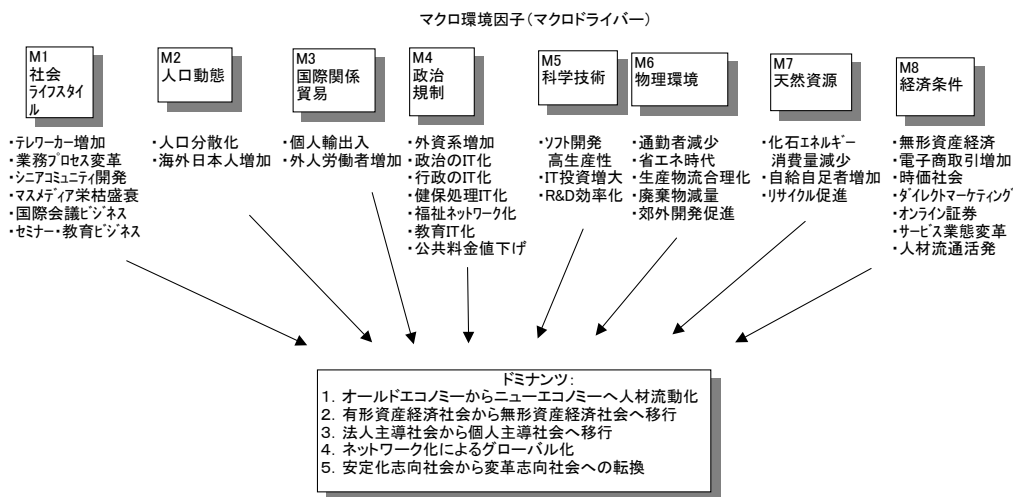 マクロ環境因子(マクロドライバー)
M1
社会
ライフスタイ
ル
・テレワーカー増加
・業務プロセス変革
・シニアコミュニティ開発
・マスメディア栄枯盛衰
・国際会議ビジネス
・セミナー・教育ビジネス
M2
人口動態
・人口分散化
・海外日本人増加
M3
国際関係
貿易
・個人輸出入
・外人労働者増加
M4
政治
規制
・外資系増加
・政治のIT化
・行政のIT化
・健保処理IT化
・福祉ネットワーク化
・教育IT化
・公共料金値下げ
M5
科学技術
・ソフト開発
高生産性
・IT投資増大
・R&D効率化
M6
物理環境
・通勤者減少
・省エネ時代
・生産物流合理化
・廃棄物減量
・郊外開発促進
M7
天然資源
・化石エネルギー
消費量減少
・自給自足者増加
・リサイクル促進
M8
経済条件
・無形資産経済
・電子商取引増加
・時価社会
・ダイレクトマーケティング
・オンライン証券
・サービス業態変革
・人材流通活発
ドミナンツ:
1. オールドエコノミーからニューエコノミーへ人材流動化
2. 有形資産経済社会から無形資産経済社会へ移行
3. 法人主導社会から個人主導社会へ移行
4. ネットワーク化によるグローバル化
5. 安定化志向社会から変革志向社会への転換